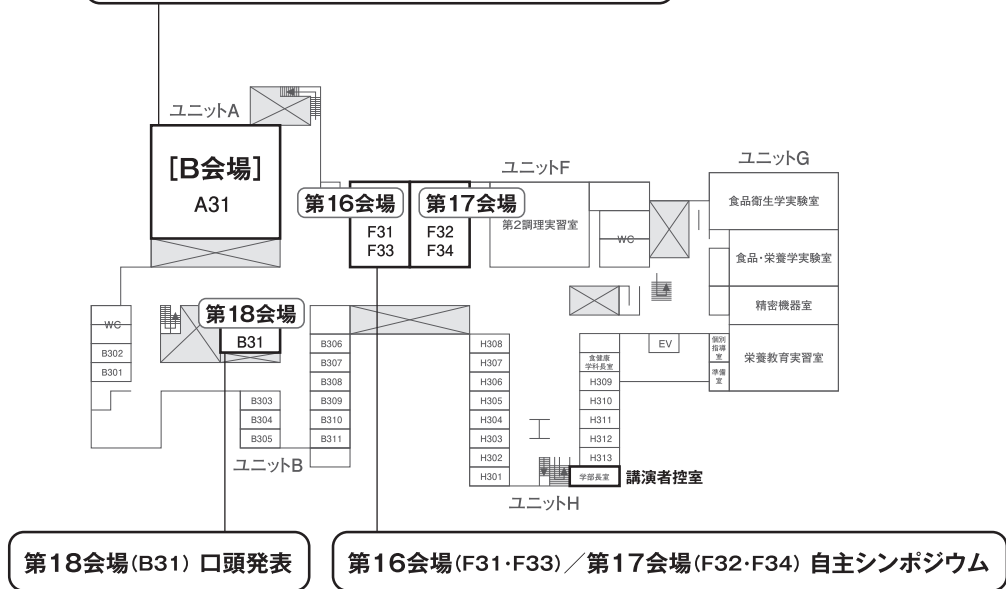 ユニットA
[B会場]
A31
第16会場
F31
F33
第17会場
F32
F34
ユニットF
第2調理実習室
WC
ユニットG
食品衛生学実験室
食品・栄養学実験室
精密機器室
栄養教育実習室
個別
指導
室
準備
室
EV
WC
B302
B301
第18会場
B31
B303
B304
B305
ユニットB
B306
B307
B308
B309
B310
B311
H308
H307
H306
H305
H304
H303
H302
H301
食健康
学科長室
H309
H310
H311
H312
H313
学部長室
講演者控室
ユニットH
第18会場(B31) 口頭発表
第16会場(F31・F33)／第17会場(F32・F34) 自主シンポジウム